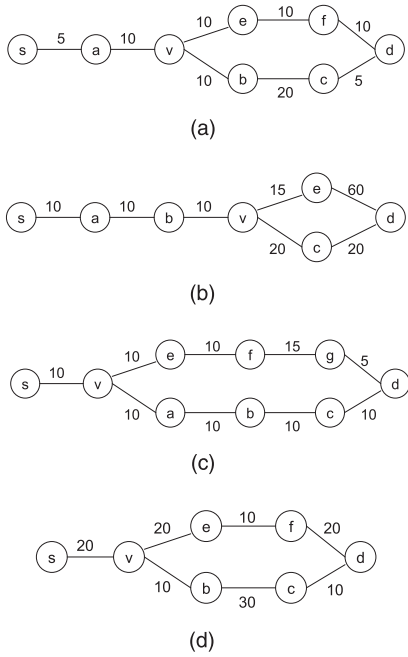 10 e 10 f 10
s 5 a 10 v d
10 b 20 c 5
(a)
15 e 60
s 10 a 10 b 10 v d
20 c 20
(b)
10 e 10 f 15 g 5
s 10 v d
10 a 10 b 10 c 10
(c)
20 e 10 f 20
s 20 v d
10 b 30 c 10
(d)